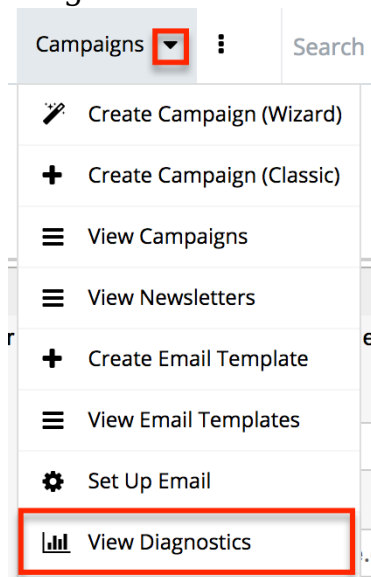 Campaigns
Search
Create Campaign (Wizard)
Create Campaign (Classic)
View Campaigns
View Newsletters
Create Email Template
View Email Templates
Set Up Email
View Diagnostics